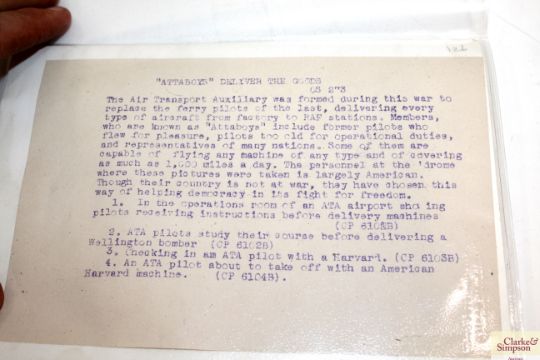 121
"ATTABOYS" DELIVER THE GOODS
CS 273
The Air Transport Auxiliary was formed during this war to
replace the ferry pilots of the last, delivering every
type of aircraft from factory to RAF stations. Members,
who are known as "Attaboys" include former pilots who
flew for pleasure, pilots too old for operational duties,
and representatives of many nations. Some of them are
capable of flying any machine of any type and of covering
as much as 1,000 miles a day. The personnel at the 'drome
where these pictures were taken is largely American.
Though their country is not at war, they have chosen this
way of helping democracy in its fight for freedom.
1. In the operations room of an ATA airport showing
pilots receiving instructions before delivery machines
2. ATA pilots study their course before delivering a
Wellington bomber (CP 6102B)
3. Checking in an ATA pilot with a Harvard. (CP 6103B)
4. An ATA pilot about to take off with an American
Harvard machine. (CP 6104B).
Clarke&
Simpson
Auctions